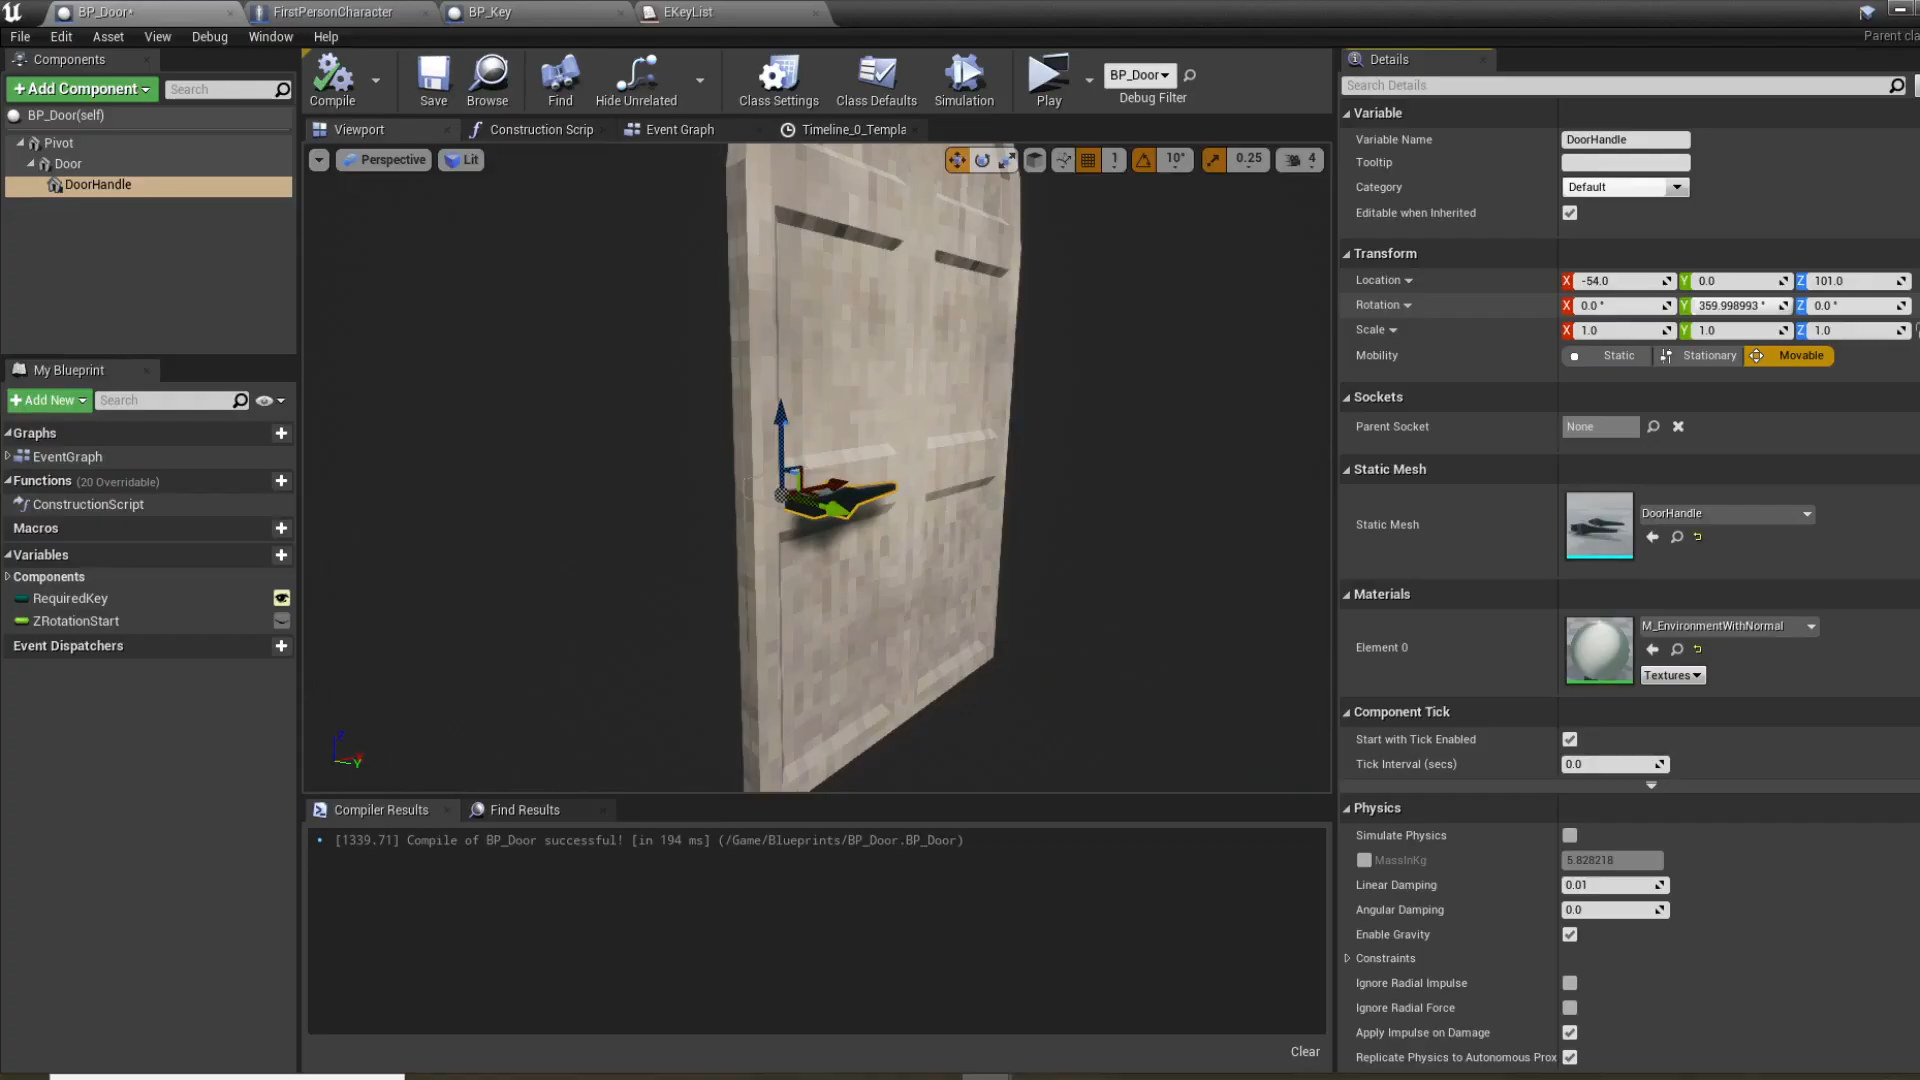 BP_Door*
FirstPersonCharacter
BP_Key
EKeyList
File Edit Asset View Debug Window Help
Parent cla
Components
+Add Component
Search
BP_Door(self)
Pivot
Door
DoorHandle
My Blueprint
+Add New
Search
Graphs
EventGraph
Functions (20 Overridable)
ConstructionScript
Macros
Variables
Components
RequiredKey
ZRotationStart
Event Dispatchers
Compile
Save
Browse
Find
Hide Unrelated
Class Settings
Class Defaults
Simulation
Play
BP_Door
Debug Filter
Viewport
Construction Scrip
Event Graph
Timeline_0_Templa
Perspective
Lit
1
10°
0.25
4
Compiler Results
Find Results
[1339.71] Compile of BP_Door successful! [in 194 ms] (/Game/Blueprints/BP_Door.BP_Door)
Clear
Details
Search Details
Variable
Variable Name DoorHandle
Tooltip
Category Default
Editable when Inherited
Transform
Location X -54.0 Y 0.0 Z 101.0
Rotation X 0.0 ° Y 359.998993 ° Z 0.0 °
Scale X 1.0 Y 1.0 Z 1.0
Mobility Static Stationary Movable
Sockets
Parent Socket None
Static Mesh
Static Mesh DoorHandle
Materials
Element 0 M_EnvironmentWithNormal
Textures
Component Tick
Start with Tick Enabled
Tick Interval (secs) 0.0
Physics
Simulate Physics
MassInKg 5.828218
Linear Damping 0.01
Angular Damping 0.0
Enable Gravity
Constraints
Ignore Radial Impulse
Ignore Radial Force
Apply Impulse on Damage
Replicate Physics to Autonomous Prox